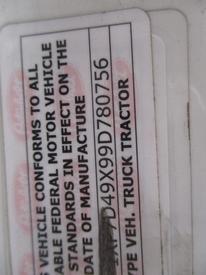 VEHICLE CONFORMS TO ALL
ABLE FEDERAL MOTOR VEHICLE
STANDARDS IN EFFECT ON THE
DATE OF MANUFACTURE
D49X99D780756
YPE VEH. TRUCK TRACTOR